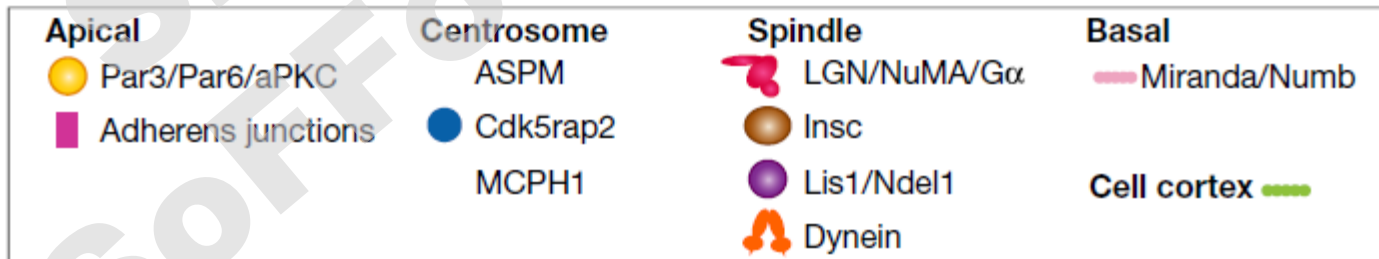 Apical
Par3/Par6/aPKC
Adherens junctions
Centrosome
ASPM
Cdk5rap2
MCPH1
Spindle
LGN/NuMA/Gα
Insc
Lis1/Ndel1
Dynein
Basal
Miranda/Numb
Cell cortex